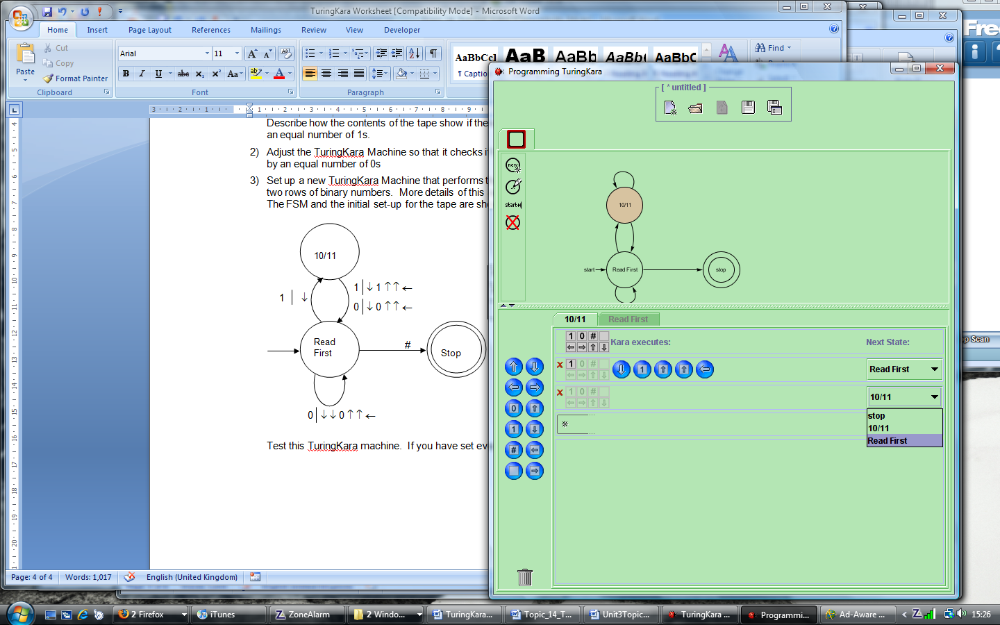 TuringKara Worksheet [Compatibility Mode] - Microsoft Word
Home Insert Page Layout References Mailings Review View Developer
Paste
Cut
Copy
Format Painter
Clipboard
Arial 11
B I U abc x₂ x² Aa
Font
Paragraph
AaBbCcl AaB AaBb AaBbC AaBbC
¶ Captio
Find
Free
Describe how the contents of the tape show if the
an equal number of 1s.
2) Adjust the TuringKara Machine so that it checks i
by an equal number of 0s
3) Set up a new TuringKara Machine that performs t
two rows of binary numbers. More details of this
The FSM and the initial set-up for the tape are sh
10/11
1 | ↓
1 | ↓ 1 ↑ ↑ ←
0 | ↓ 0 ↑ ↑ ←
Read
First
#
Stop
0 | ↓ ↓ 0 ↑ ↑ ←
Test this TuringKara machine. If you have set ev
Page: 4 of 4 Words: 1,017 English (United Kingdom)
Programming TuringKara
[ * untitled ]
new
start
10/11
start Read First stop
10/11 Read First
1 0 #
Kara executes: Next State:
1 0 # 1 Read First
1 0 # 10/11
stop
10/11
Read First
0
1
#
op Scan
2 Firefox iTunes ZoneAlarm 2 Windo... TuringKara... Topic_14_T... Unit3Topic... TuringKara ... Programmi... Ad-Aware ... 15:26